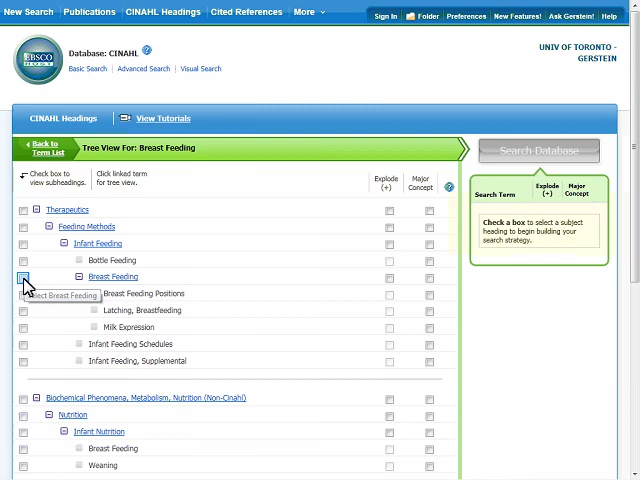 New Search Publications CINAHL Headings Cited References More
Sign In Folder Preferences New Features! Ask Gerstein! Help
EBSCO HOST
Database: CINAHL ?
Basic Search | Advanced Search | Visual Search
UNIV OF TORONTO - GERSTEIN
CINAHL Headings View Tutorials
Back to Term List
Tree View For: Breast Feeding
Search Database
Check box to view subheadings.
Click linked term for tree view.
Explode (+)
Major Concept
?
Search Term Explode (+) Major Concept
Check a box to select a subject heading to begin building your search strategy.
Therapeutics
Feeding Methods
Infant Feeding
Bottle Feeding
Breast Feeding
Breast Feeding Positions
Select Breast Feeding
Latching, Breastfeeding
Milk Expression
Infant Feeding Schedules
Infant Feeding, Supplemental
Biochemical Phenomena, Metabolism, Nutrition (Non-Cinahl)
Nutrition
Infant Nutrition
Breast Feeding
Weaning